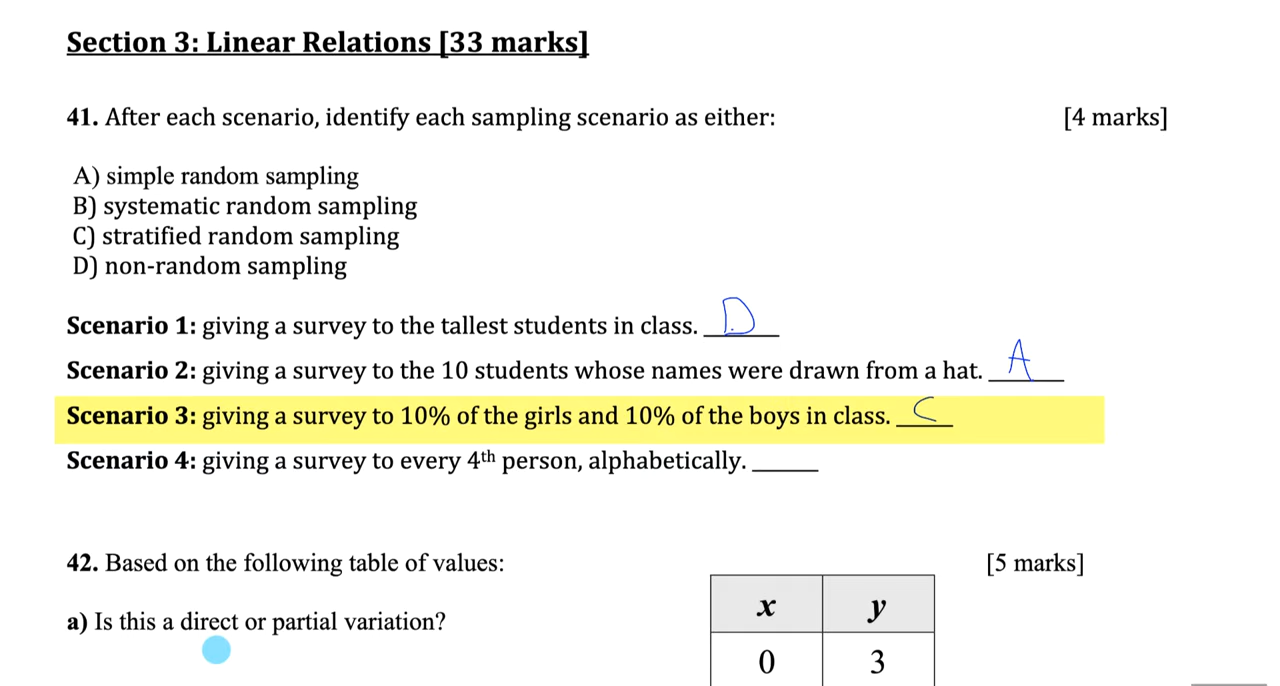 Section 3: Linear Relations [33 marks]
41. After each scenario, identify each sampling scenario as either: [4 marks]
A) simple random sampling
B) systematic random sampling
C) stratified random sampling
D) non-random sampling
Scenario 1: giving a survey to the tallest students in class. D
Scenario 2: giving a survey to the 10 students whose names were drawn from a hat. A
Scenario 3: giving a survey to 10% of the girls and 10% of the boys in class. C
Scenario 4: giving a survey to every 4th person, alphabetically. ____
42. Based on the following table of values: [5 marks]
a) Is this a direct or partial variation?
x y
0 3